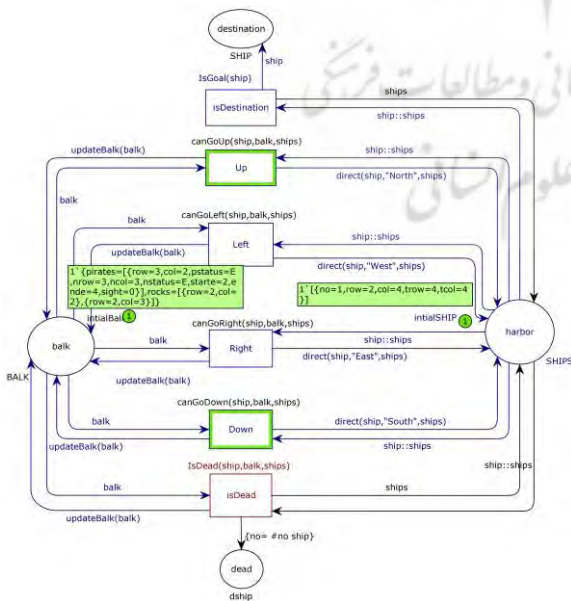 destination
SHIP
ship
IsGoal(ship)
isDestination
ships
ship::ships
canGoUp(ship,balk,ships)
updateBalk(balk)
Up
ship::ships
direct(ship,"North",ships)
balk
canGoLeft(ship,balk,ships)
balk
updateBalk(balk)
Left
ship::ships
direct(ship,"West",ships)
1`{pirates=[{row=3,col=2,pstatus=E
,nrow=3,ncol=3,nstatus=E,starte=2,e
nde=4,sight=0}],rocks=[{row=2,col=
2},{row=2,col=3}]}
1`[{no=1,row=2,col=4,trow=4,tcol=4
}]
intialBalk
1
intialSHIP
1
canGoRight(ship,balk,ships)
balk
harbor
balk
Right
ship::ships
direct(ship,"East",ships)
SHIPS
BALK
updateBalk(balk)
canGoDown(ship,balk,ships)
balk
Down
direct(ship,"South",ships)
updateBalk(balk)
ship::ships
IsDead(ship,balk,ships)
balk
isDead
ships
ship::ships
updateBalk(balk)
{no= #no ship}
dead
dship
انی ومطالعات فرهنگی
علوم انسانی